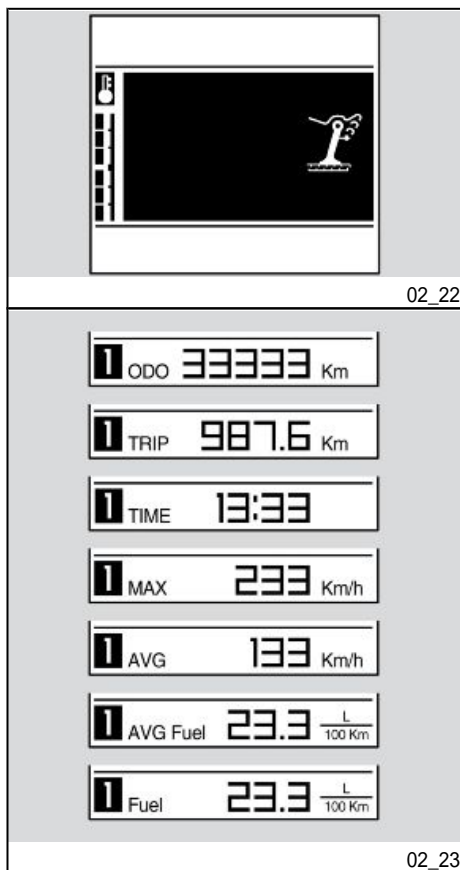 02_22
1 ODO 33333 Km
1 TRIP 987.6 Km
1 TIME 13:33
1 MAX 233 Km/h
1 AVG 133 Km/h
1 AVG Fuel 23.3 L/100 Km
1 Fuel 23.3 L/100 Km
02_23